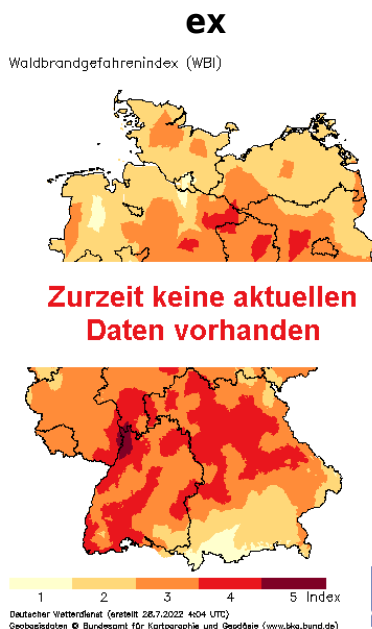 ex
Waldbrandgefahrenindex (WBI)
Zurzeit keine aktuellen
Daten vorhanden
1 2 3 4 5 Index
Deutscher Wetterdienst (erstellt 28.7.2022 4:04 UTC)
Geobasisdaten © Bundesamt für Kartographie und Geodäsie (www.bkg.bund.de)